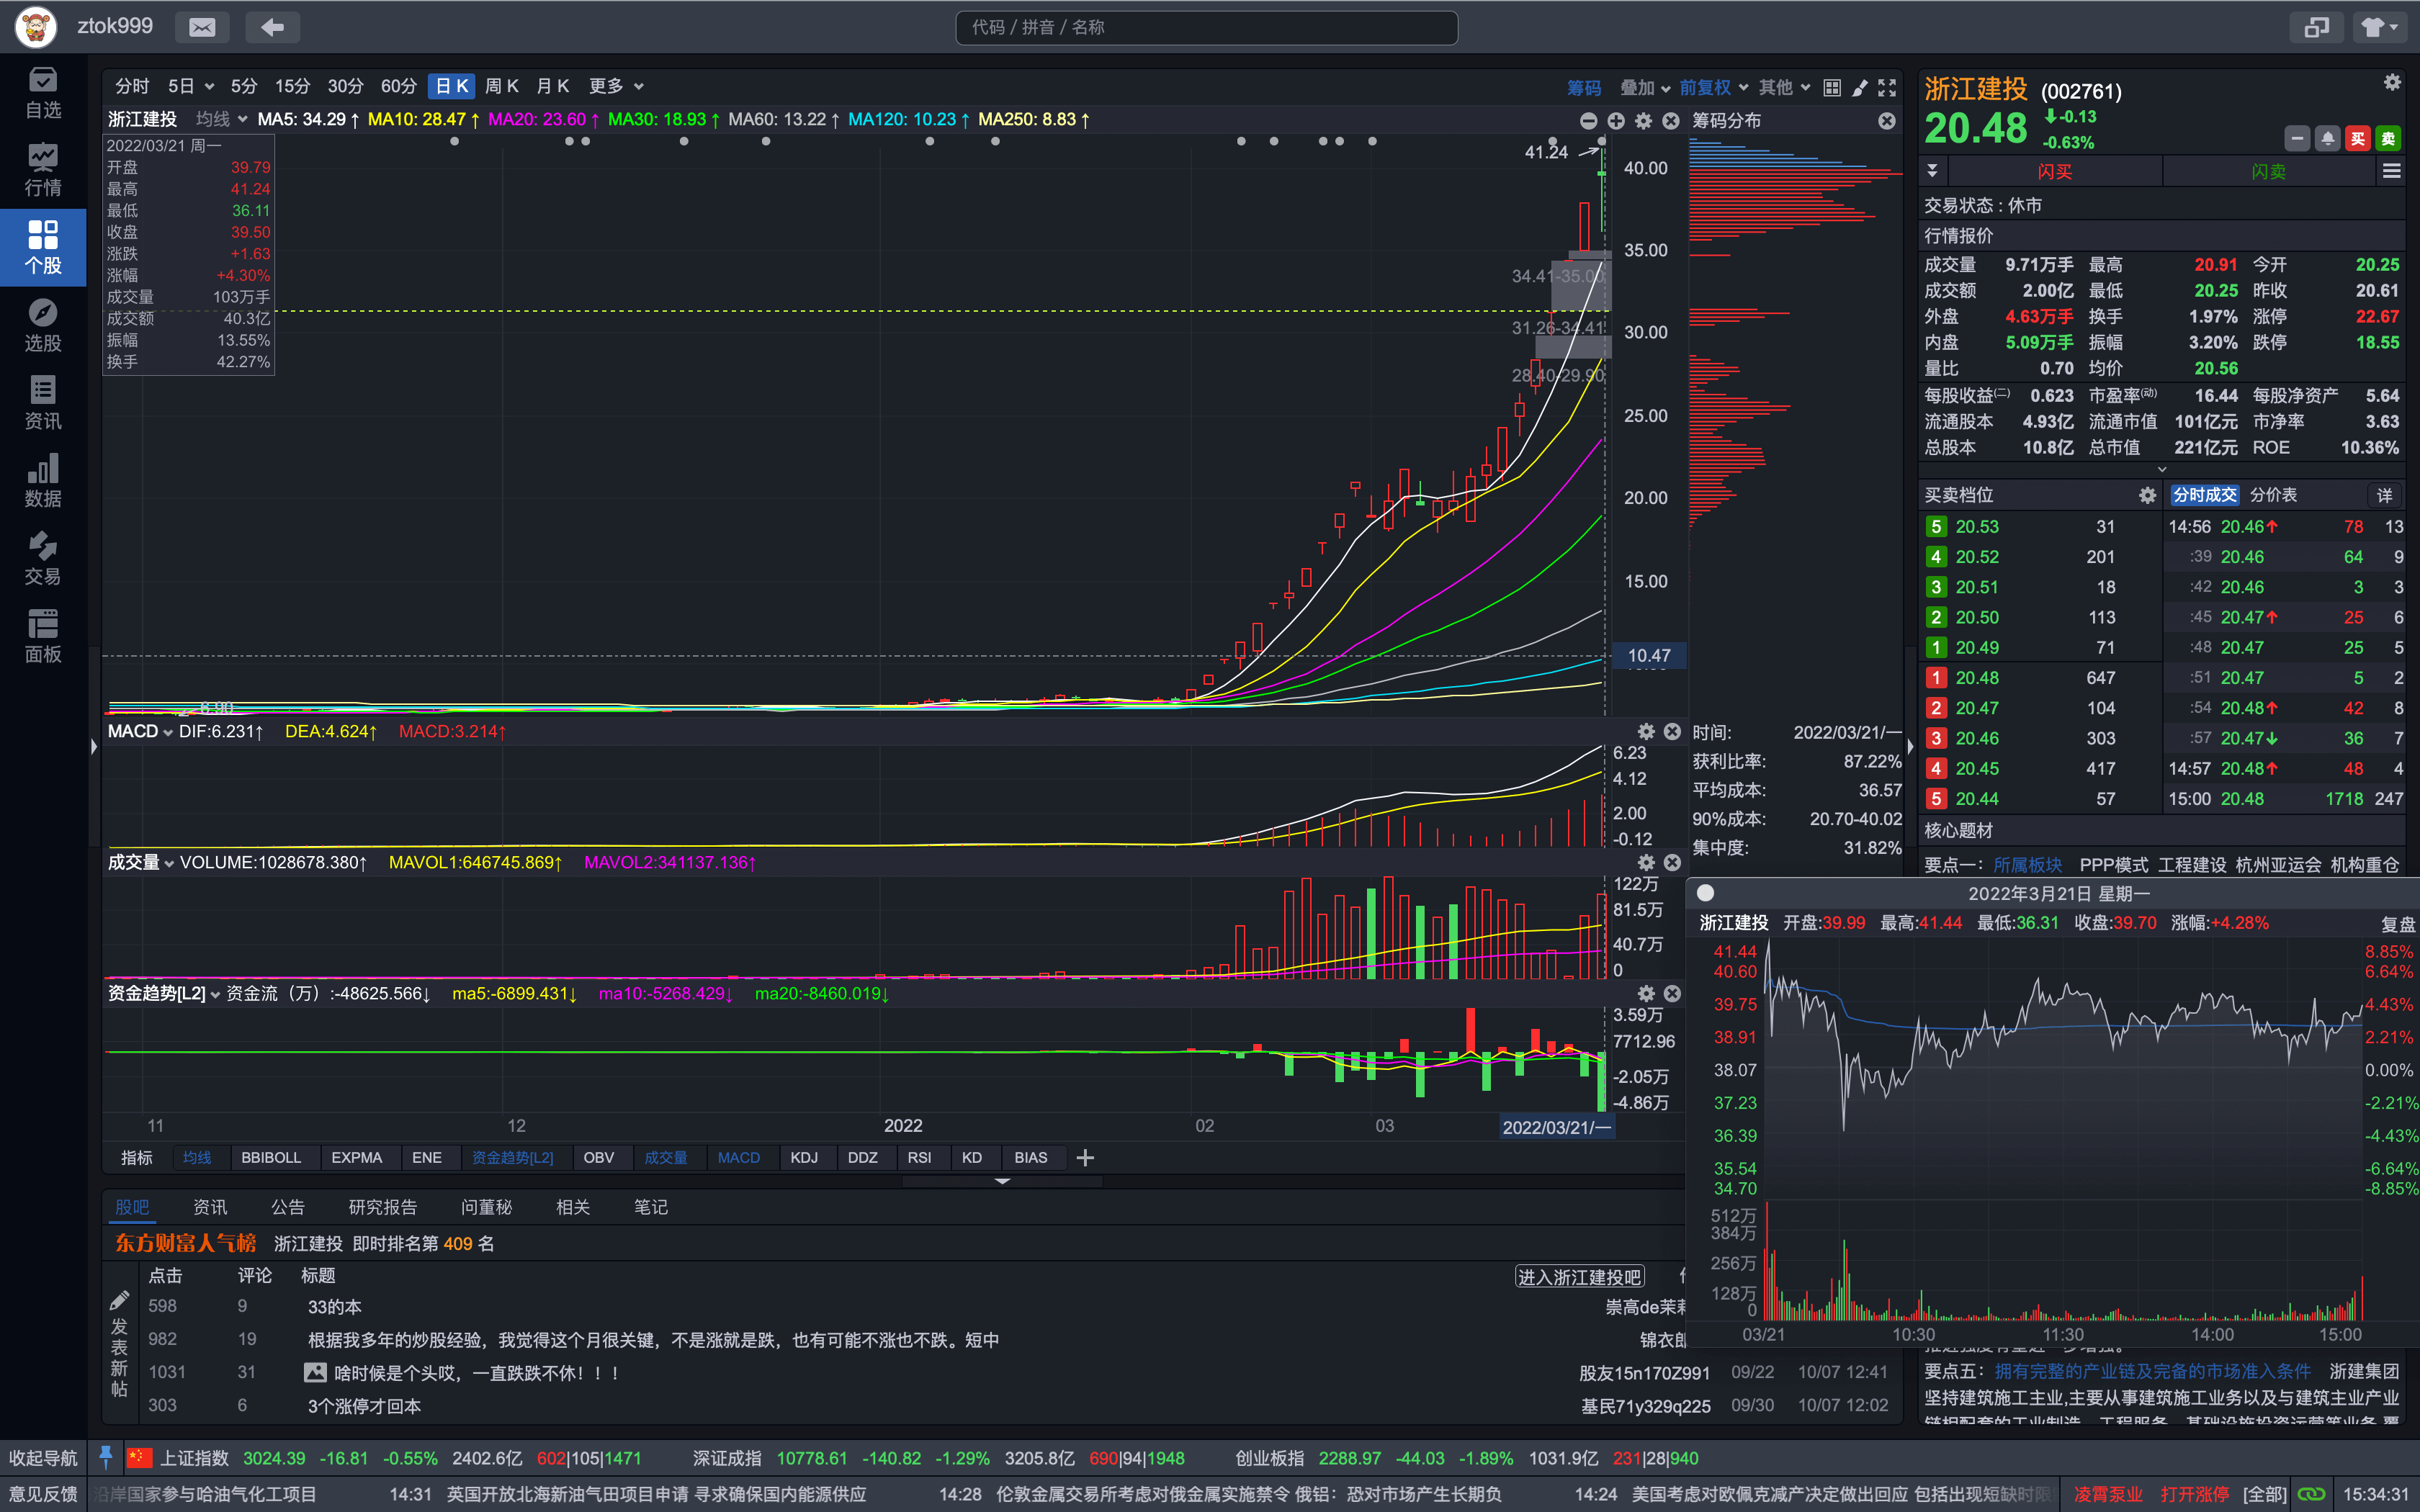 ztok999
代码 / 拼音 / 名称
自选
行情
个股
选股
资讯
数据
交易
面板
分时 5日 5分 15分 30分 60分 日K 周K 月K 更多 筹码 叠加 前复权 其他
浙江建投 均线 MA5: 34.29↑ MA10: 28.47↑ MA20: 23.60↑ MA30: 18.93↑ MA60: 13.22↑ MA120: 10.23↑ MA250: 8.83↑
2022/03/21 周一
开盘 39.79
最高 41.24
最低 36.11
收盘 39.50
涨跌 +1.63
涨幅 +4.30%
成交量 103万手
成交额 40.3亿
振幅 13.55%
换手 42.27%
41.24
34.41-35.00
31.26-34.41
28.40-29.90
6.90
40.00
35.00
30.00
25.00
20.00
15.00
10.47
筹码分布
时间: 2022/03/21/一
获利比率: 87.22%
平均成本: 36.57
90%成本: 20.70-40.02
集中度: 31.82%
MACD DIF:6.231↑ DEA:4.624↑ MACD:3.214↑
6.23
4.12
2.00
-0.12
成交量 VOLUME:1028678.380↑ MAVOL1:646745.869↑ MAVOL2:341137.136↑
122万
81.5万
40.7万
0
资金趋势[L2] 资金流（万）:-48625.566↓ ma5:-6899.431↓ ma10:-5268.429↓ ma20:-8460.019↓
3.59万
7712.96
-2.05万
-4.86万
11 12 2022 02 03 2022/03/21/一
指标 均线 BBIBOLL EXPMA ENE 资金趋势[L2] OBV 成交量 MACD KDJ DDZ RSI KD BIAS
股吧 资讯 公告 研究报告 问董秘 相关 笔记
东方财富人气榜 浙江建投 即时排名第 409 名
点击 评论 标题 进入浙江建投吧
598 9 33的本 崇高de茉莉
982 19 根据我多年的炒股经验，我觉得这个月很关键，不是涨就是跌，也有可能不涨也不跌。短中 锦衣郎
1031 31 啥时候是个头哎，一直跌跌不休！！！ 股友15n170Z991 09/22 10/07 12:41
303 6 3个涨停才回本 基民71y329q225 09/30 10/07 12:02
发表新帖
浙江建投 (002761)
20.48 -0.13
-0.63%
买 卖
闪买 闪卖
交易状态 : 休市
行情报价
成交量 9.71万手 最高 20.91 今开 20.25
成交额 2.00亿 最低 20.25 昨收 20.61
外盘 4.63万手 换手 1.97% 涨停 22.67
内盘 5.09万手 振幅 3.20% 跌停 18.55
量比 0.70 均价 20.56
每股收益(二) 0.623 市盈率(动) 16.44 每股净资产 5.64
流通股本 4.93亿 流通市值 101亿元 市净率 3.63
总股本 10.8亿 总市值 221亿元 ROE 10.36%
买卖档位 分时成交 分价表 详
5 20.53 31 14:56 20.46↑ 78 13
4 20.52 201 :39 20.46 64 9
3 20.51 18 :42 20.46 3 3
2 20.50 113 :45 20.47↑ 25 6
1 20.49 71 :48 20.47 25 5
1 20.48 647 :51 20.47 5 2
2 20.47 104 :54 20.48↑ 42 8
3 20.46 303 :57 20.47↓ 36 7
4 20.45 417 14:57 20.48↑ 48 4
5 20.44 57 15:00 20.48 1718 247
核心题材
要点一： 所属板块 PPP模式 工程建设 杭州亚运会 机构重仓
2022年3月21日 星期一
浙江建投 开盘:39.99 最高:41.44 最低:36.31 收盘:39.70 涨幅:+4.28% 复盘
41.44 8.85%
40.60 6.64%
39.75 4.43%
38.91 2.21%
38.07 0.00%
37.23 -2.21%
36.39 -4.43%
35.54 -6.64%
34.70 -8.85%
512万
384万
256万
128万
0
03/21 10:30 11:30 14:00 15:00
要点五： 拥有完整的产业链及完备的市场准入条件 浙建集团
坚持建筑施工主业,主要从事建筑施工业务以及与建筑主业产业
链相配套的工业制造、工程服务、基础设施投资运营等业务,覆
收起导航 上证指数 3024.39 -16.81 -0.55% 2402.6亿 602|105|1471 深证成指 10778.61 -140.82 -1.29% 3205.8亿 690|94|1948 创业板指 2288.97 -44.03 -1.89% 1031.9亿 231|28|940
意见反馈 沿岸国家参与哈油气化工项目 14:31 英国开放北海新油气田项目申请 寻求确保国内能源供应 14:28 伦敦金属交易所考虑对俄金属实施禁令 俄铝：恐对市场产生长期负 14:24 美国考虑对欧佩克减产决定做出回应 包括出现短缺时限 凌霄泵业 打开涨停 [全部] 15:34:31